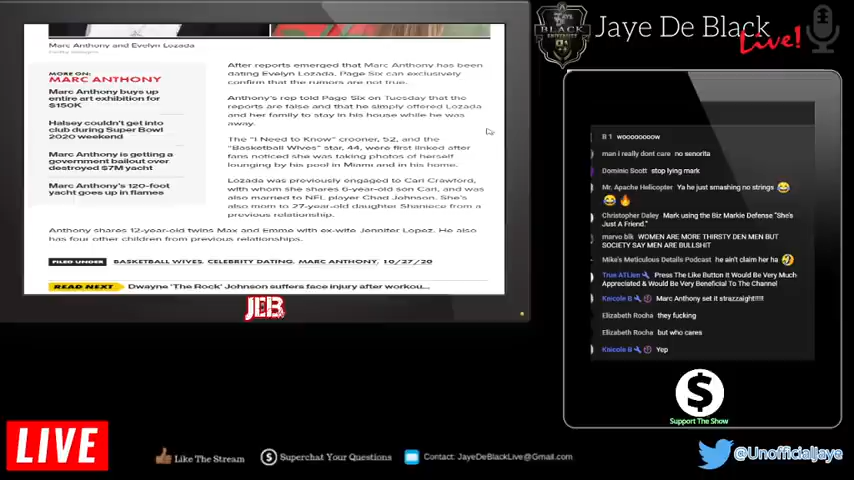 Marc Anthony and Evelyn Lozada
MORE ON:
MARC ANTHONY
Marc Anthony buys up
entire art exhibition for
$150K
Halsey couldn't get into
club during Super Bowl
2020 weekend
Marc Anthony is getting a
government bailout over
destroyed $7M yacht
Marc Anthony's 120-foot
yacht goes up in flames
After reports emerged that Marc Anthony has been
dating Evelyn Lozada, Page Six can exclusively
confirm that the rumors are not true.
Anthony's rep told Page Six on Tuesday that the
reports are false and that he simply offered Lozada
and her family to stay in his house while he was
away.
The "I Need to Know" crooner, 52, and the
"Basketball Wives" star, 44, were first linked after
fans noticed she was taking photos of herself
lounging by his pool in Miami and in his home.
Lozada was previously engaged to Carl Crawford,
with whom she shares 6-year-old son Carl, and was
also married to NFL player Chad Johnson. She's
also mom to 27-year-old daughter Shaniece from a
previous relationship.
Anthony shares 12-year-old twins Max and Emme with ex-wife Jennifer Lopez. He also
has four other children from previous relationships.
FILED UNDER BASKETBALL WIVES, CELEBRITY DATING, MARC ANTHONY, 10/27/20
READ NEXT Dwayne 'The Rock' Johnson suffers face injury after workou...
JEB
BLACK
UNIVERSITY
Jaye De Black
Live!
B 1 wooooooow
man i really dont care no senorita
Dominic Scott stop lying mark
Mr. Apache Helicopter Ya he just smashing no strings 😂
😂 🔥
Christopher Daley Mark using the Biz Markie Defense "She's
Just A Friend."
marvo blk WOMEN ARE MORE THIRSTY DEN MEN BUT
SOCIETY SAY MEN ARE BULLSHIT
Mike's Meticulous Details Podcast he ain't claim her ha 🤣
True ATLien Press The Like Button It Would Be Very Much
Appreciated & Would Be Very Beneficial To The Channel
Knicole B Marc Anthony set it strazzaight!!!!!
Elizabeth Rocha they fucking
Elizabeth Rocha but who cares
Knicole B Yep
$
Support The Show
LIVE
Like The Stream
$ Superchat Your Questions
Contact: JayeDeBlackLive@Gmail.com
@Unofficialjaye